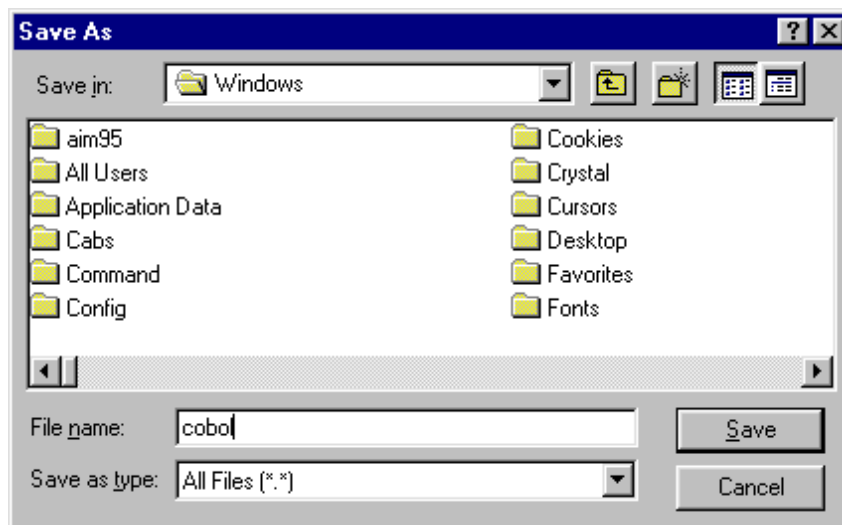 Save As
Save in: Windows
aim95 Cookies
All Users Crystal
Application Data Cursors
Cabs Desktop
Command Favorites
Config Fonts
File name: cobol Save
Save as type: All Files (*.*) Cancel